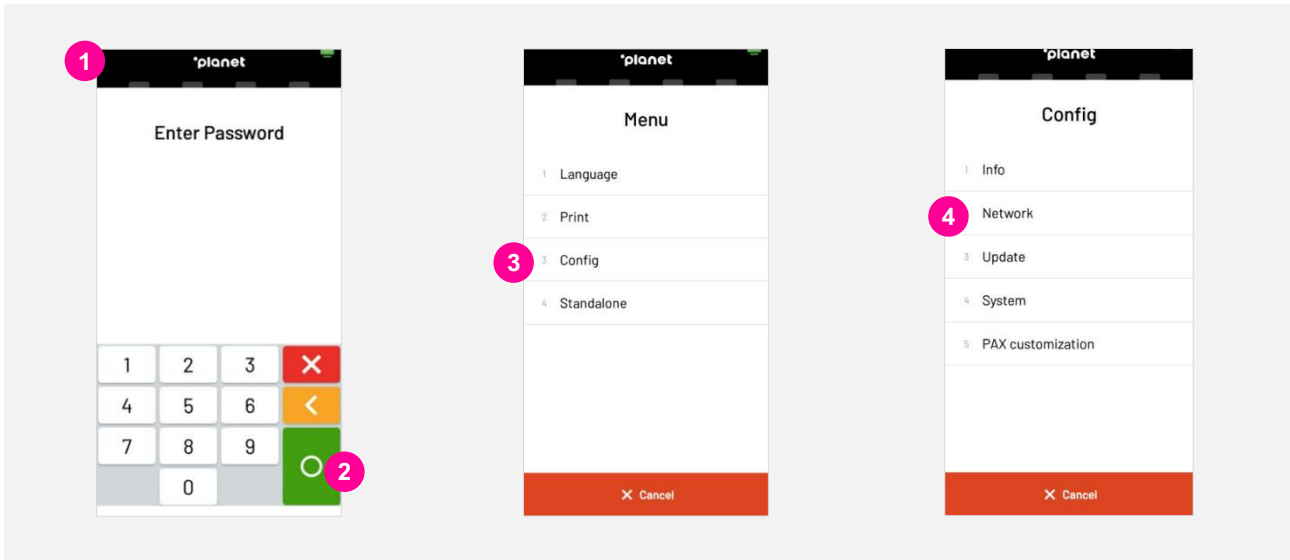 1
planet
Enter Password
1 2 3
4 5 6
7 8 9
0
2
planet
Menu
1 Language
2 Print
3
3 Config
4 Standalone
Cancel
planet
Config
1 Info
4
Network
3 Update
4 System
5 PAX customization
Cancel